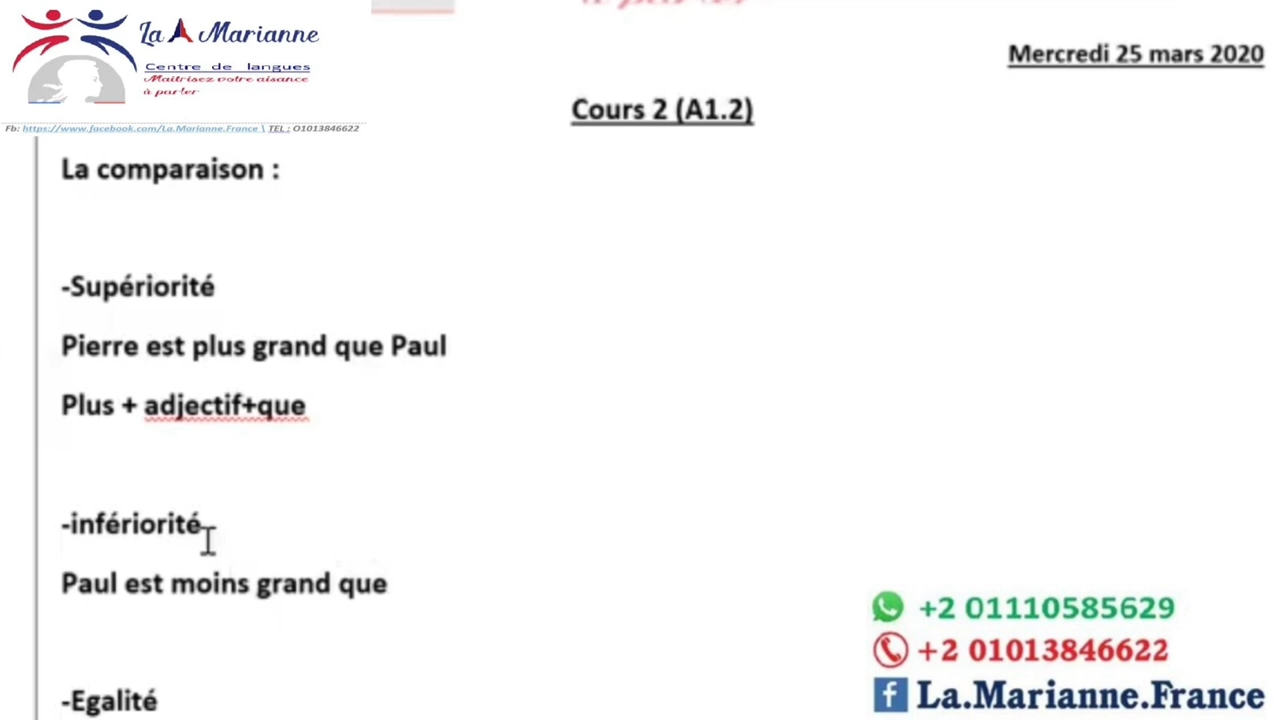 La Marianne
Centre de langues
Maîtrisez votre aisance
à parler
Fb: https://www.facebook.com/La.Marianne.France \ TEL : O1013846622
Mercredi 25 mars 2020
Cours 2 (A1.2)
La comparaison :
-Supériorité
Pierre est plus grand que Paul
Plus + adjectif+que
-infériorité
Paul est moins grand que
-Egalité
+2 01110585629
+2 01013846622
La.Marianne.France